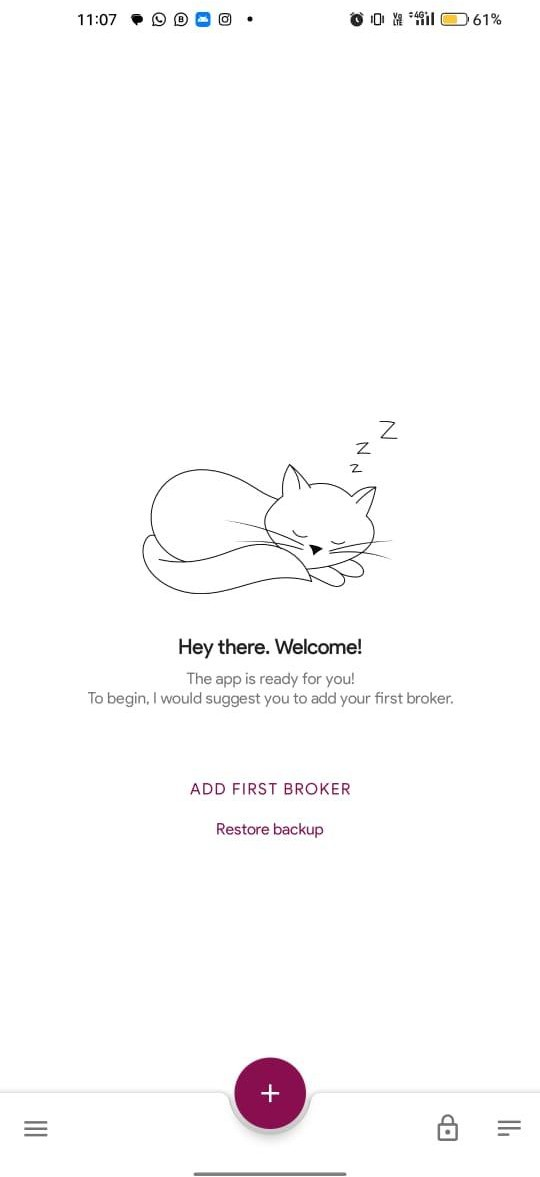 11:07
61%
Z
Z
Z
Hey there. Welcome!
The app is ready for you!
To begin, I would suggest you to add your first broker.
ADD FIRST BROKER
Restore backup